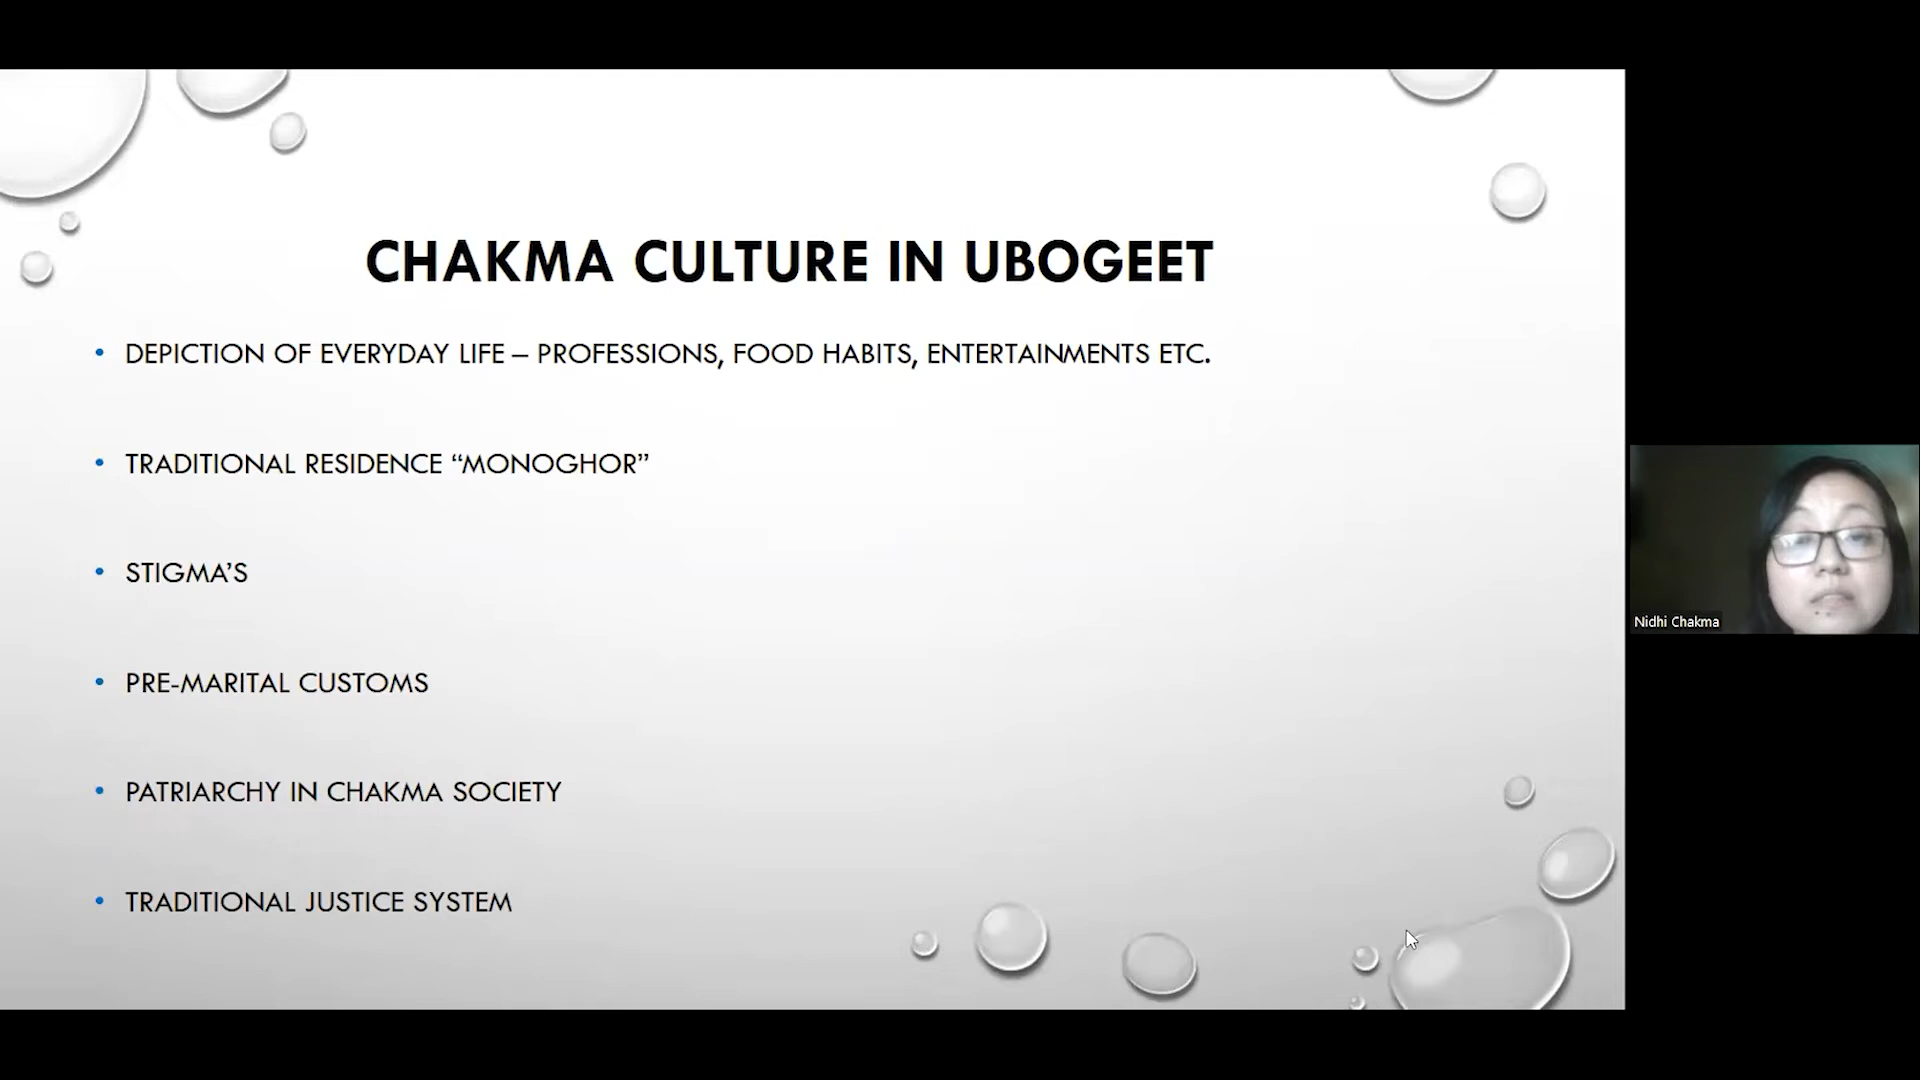 CHAKMA CULTURE IN UBOGEET
• DEPICTION OF EVERYDAY LIFE – PROFESSIONS, FOOD HABITS, ENTERTAINMENTS ETC.
• TRADITIONAL RESIDENCE “MONOGHOR”
• STIGMA’S
• PRE-MARITAL CUSTOMS
• PATRIARCHY IN CHAKMA SOCIETY
• TRADITIONAL JUSTICE SYSTEM
Nidhi Chakma